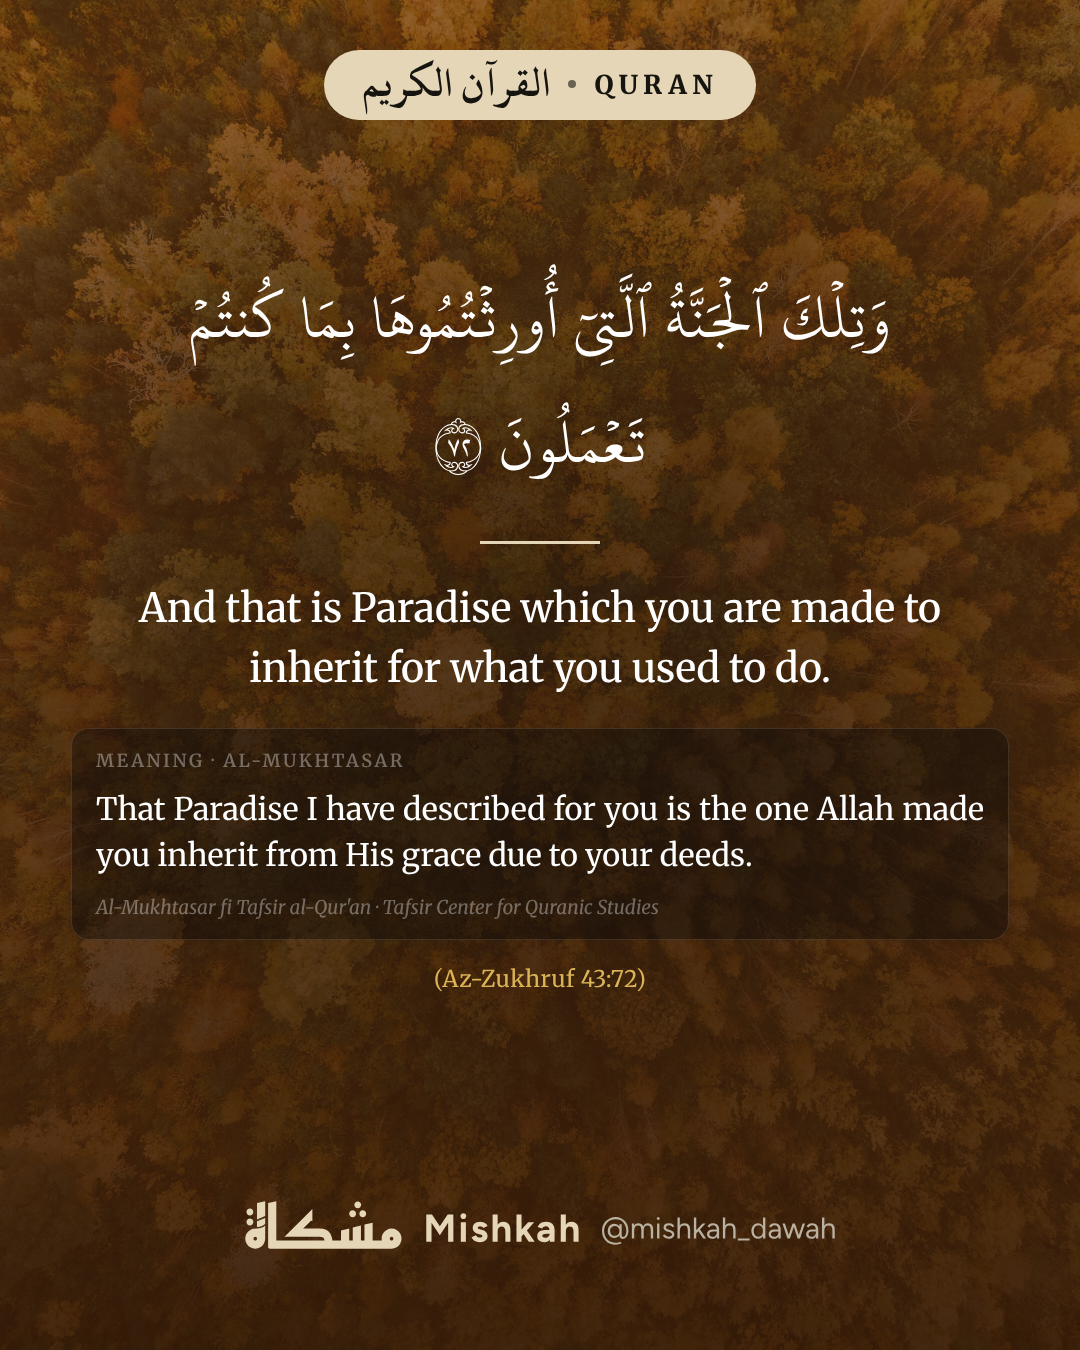 القرآن الكريم • QURAN
وَتِلْكَ ٱلْجَنَّةُ ٱلَّتِىٓ أُورِثْتُمُوهَا بِمَا كُنتُمْ
تَعْمَلُونَ ٧٢
And that is Paradise which you are made to
inherit for what you used to do.
MEANING · AL-MUKHTASAR
That Paradise I have described for you is the one Allah made
you inherit from His grace due to your deeds.
Al-Mukhtasar fi Tafsir al-Qur'an · Tafsir Center for Quranic Studies
(Az-Zukhruf 43:72)
مشكاة Mishkah @mishkah_dawah